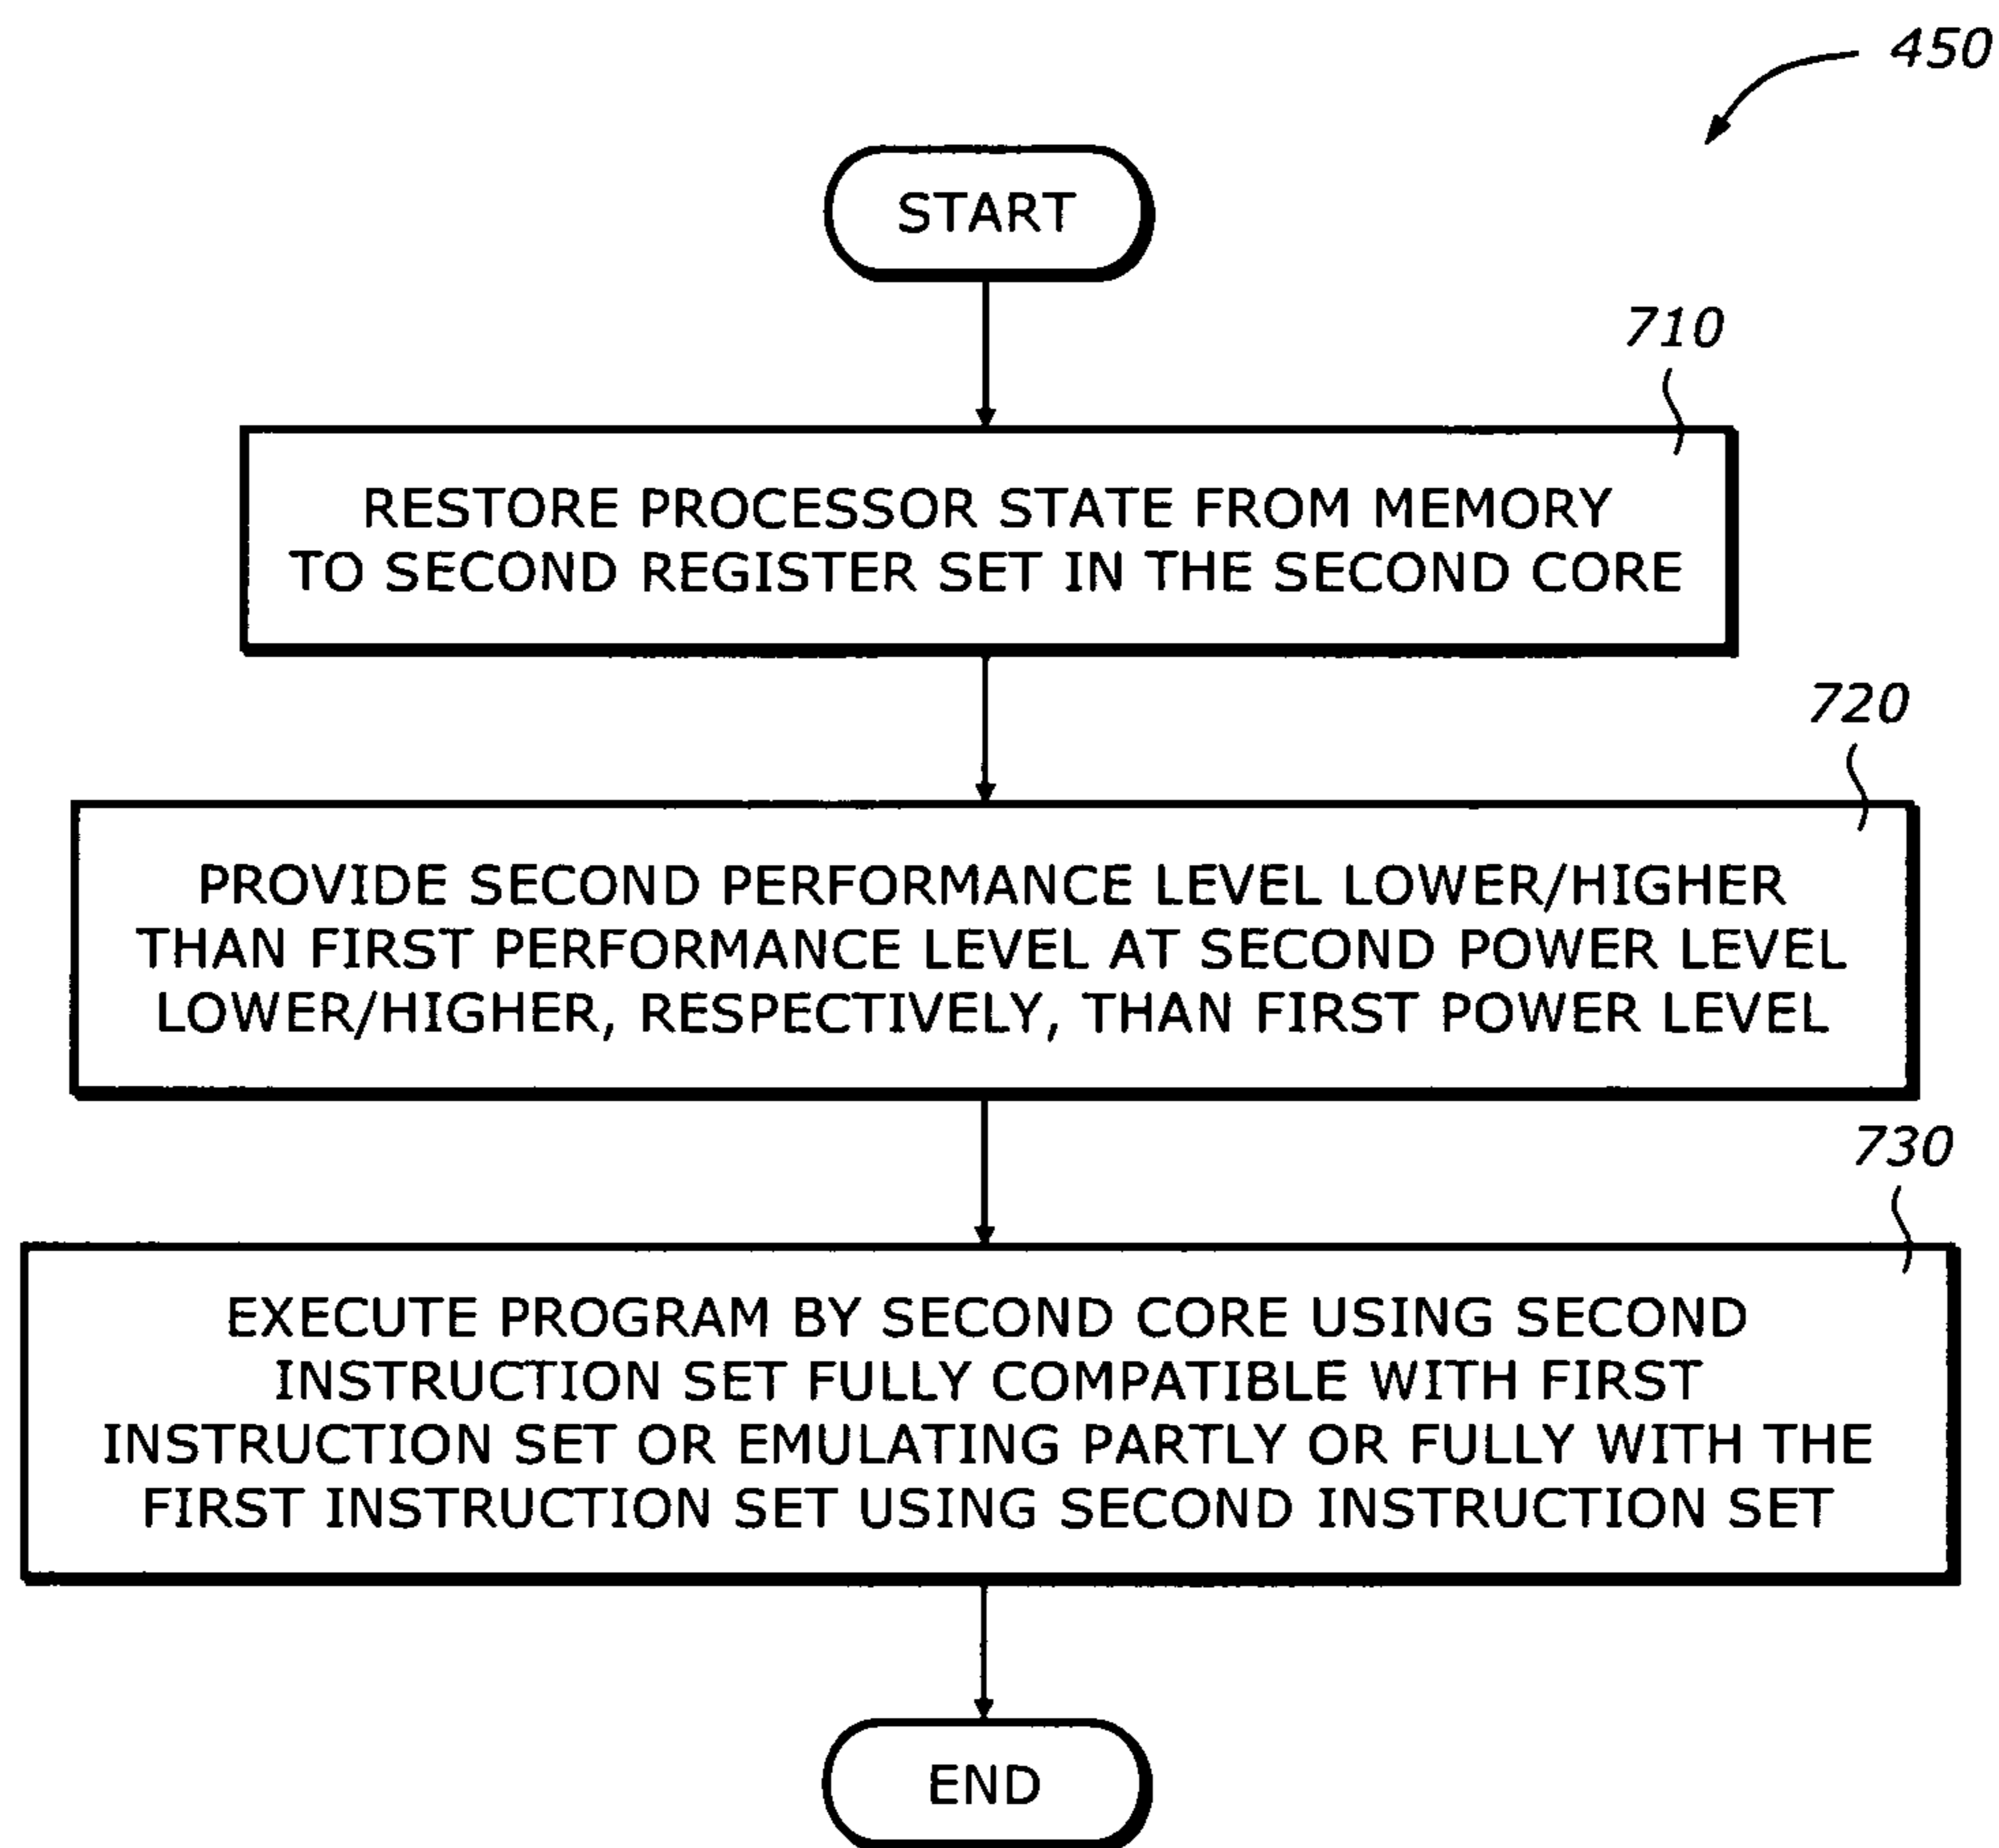 450
START
710
RESTORE PROCESSOR STATE FROM MEMORY
TO SECOND REGISTER SET IN THE SECOND CORE
720
PROVIDE SECOND PERFORMANCE LEVEL LOWER/HIGHER
THAN FIRST PERFORMANCE LEVEL AT SECOND POWER LEVEL
LOWER/HIGHER, RESPECTIVELY, THAN FIRST POWER LEVEL
730
EXECUTE PROGRAM BY SECOND CORE USING SECOND
INSTRUCTION SET FULLY COMPATIBLE WITH FIRST
INSTRUCTION SET OR EMULATING PARTLY OR FULLY WITH THE
FIRST INSTRUCTION SET USING SECOND INSTRUCTION SET
END